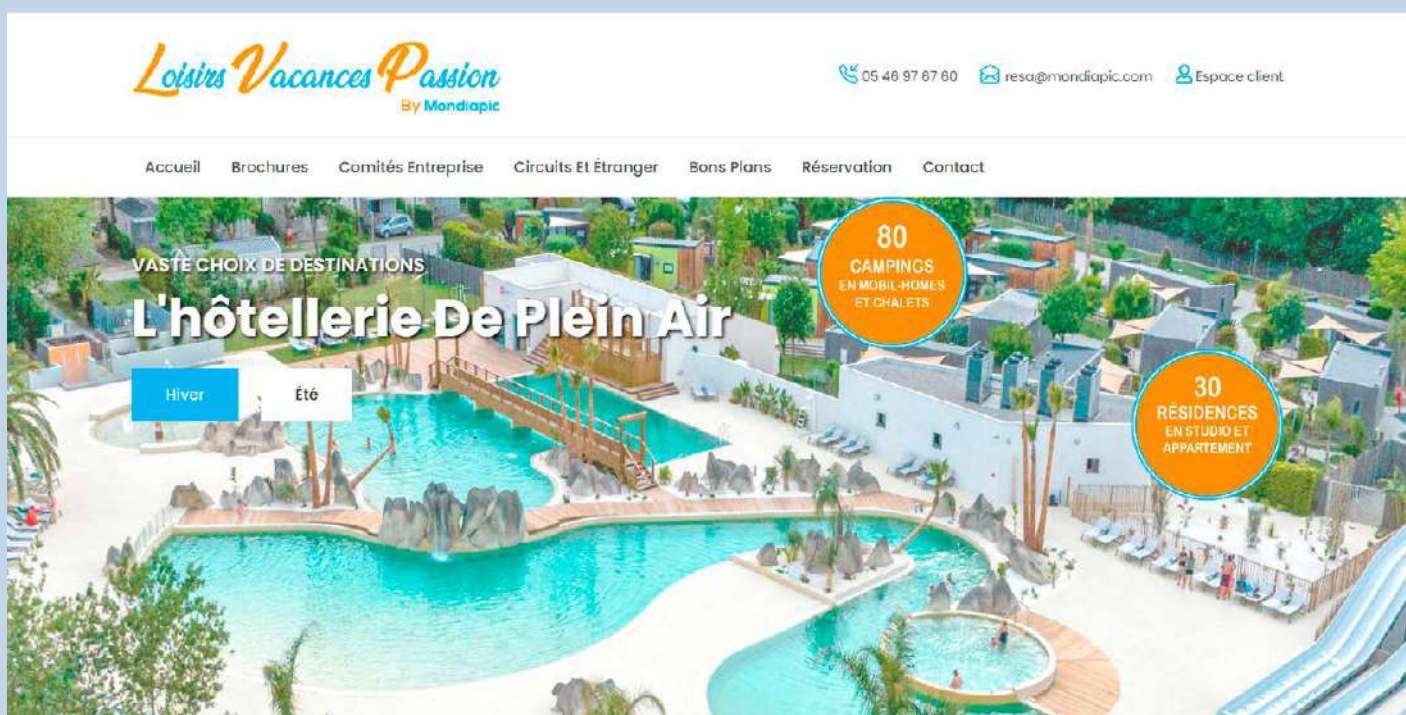 Loisirs Vacances Passion
By Mondiapic
05 46 97 67 60
resa@mondiapic.com
Espace client
Accueil
Brochures
Comités Entreprise
Circuits Et Étranger
Bons Plans
Réservation
Contact
VASTE CHOIX DE DESTINATIONS
L'hôtellerie De Plein Air
Hiver
Été
80
CAMPINGS
EN MOBIL-HOMES
ET CHALETS
30
RÉSIDENCES
EN STUDIO ET
APPARTEMENT